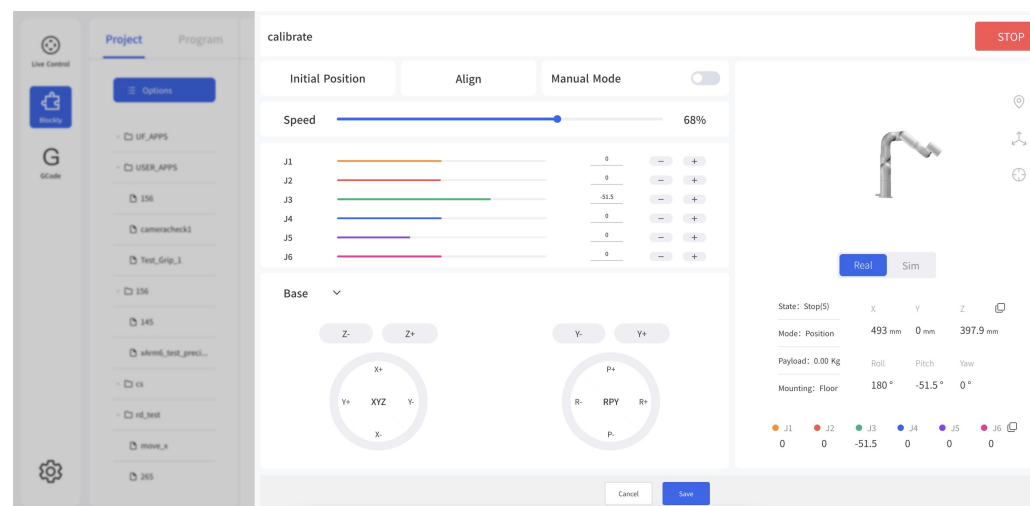 Live Control
Blockly
G
GCode
Project Program
Options
UF_APPS
USER_APPS
156
cameracheck1
Test_Grip_1
156
145
xArm6_test_preci...
cs
rd_test
move_x
265
calibrate
STOP
Initial Position Align Manual Mode
Speed 68%
J1 0 − +
J2 0 − +
J3 -51.5 − +
J4 0 − +
J5 0 − +
J6 0 − +
Base
Z- Z+
X+
Y+ XYZ Y-
X-
Y- Y+
P+
R- RPY R+
P-
Real Sim
State: Stop(5)
Mode: Position
Payload: 0.00 Kg
Mounting: Floor
X Y Z
493 mm 0 mm 397.9 mm
Roll Pitch Yaw
180 ° -51.5 ° 0 °
J1 J2 J3 J4 J5 J6
0 0 -51.5 0 0 0
Cancel Save